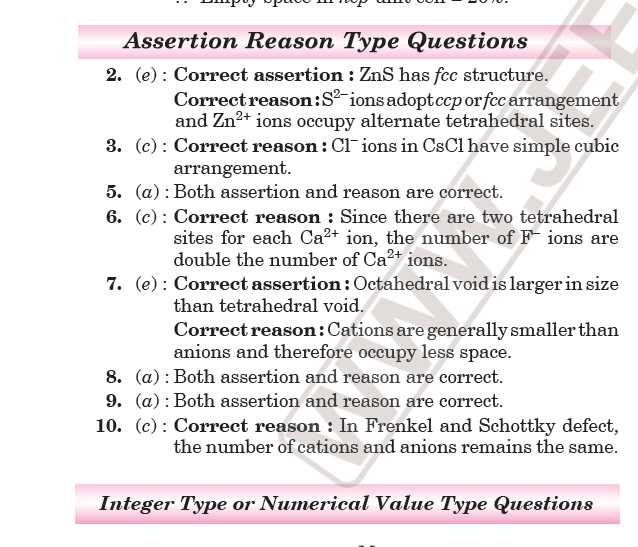 ∴ Empty space in hcp unit cell = 26%.
Assertion Reason Type Questions
2. (e) : Correct assertion : ZnS has fcc structure.
Correct reason : S²⁻ ions adopt ccp or fcc arrangement
and Zn²⁺ ions occupy alternate tetrahedral sites.
3. (c) : Correct reason : Cl⁻ ions in CsCl have simple cubic
arrangement.
5. (a) : Both assertion and reason are correct.
6. (c) : Correct reason : Since there are two tetrahedral
sites for each Ca²⁺ ion, the number of F⁻ ions are
double the number of Ca²⁺ ions.
7. (e) : Correct assertion : Octahedral void is larger in size
than tetrahedral void.
Correct reason : Cations are generally smaller than
anions and therefore occupy less space.
8. (a) : Both assertion and reason are correct.
9. (a) : Both assertion and reason are correct.
10. (c) : Correct reason : In Frenkel and Schottky defect,
the number of cations and anions remains the same.
Integer Type or Numerical Value Type Questions
WWW.JEE